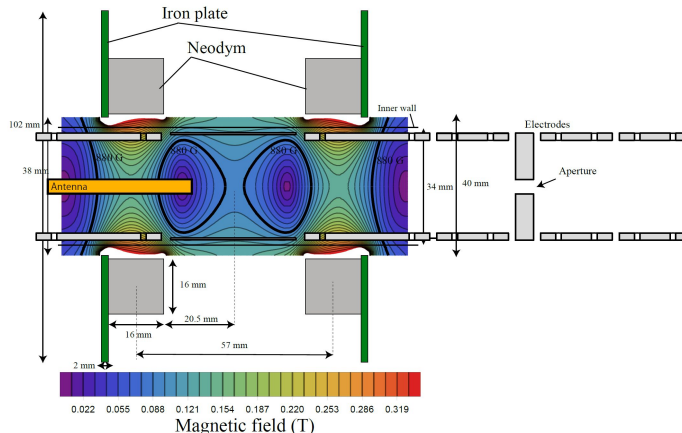 Iron plate
Neodym
102 mm
Inner wall
Electrodes
880 G
880 G
880 G
880 G
38 mm
Antenna
34 mm
40 mm
Aperture
16 mm
20.5 mm
16 mm
57 mm
2 mm
0.022 0.055 0.088 0.121 0.154 0.187 0.220 0.253 0.286 0.319
Magnetic field (T)